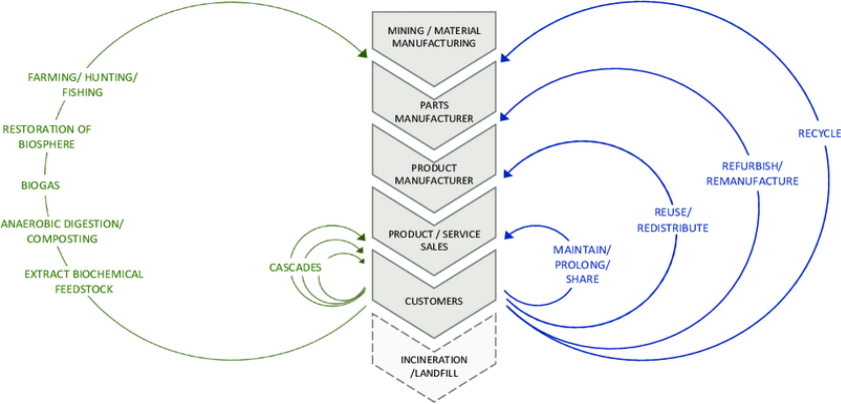 MINING / MATERIAL
MANUFACTURING
PARTS
MANUFACTURER
PRODUCT
MANUFACTURER
PRODUCT / SERVICE
SALES
CUSTOMERS
INCINERATION
/LANDFILL
FARMING/ HUNTING/
FISHING
RESTORATION OF
BIOSPHERE
BIOGAS
ANAEROBIC DIGESTION/
COMPOSTING
EXTRACT BIOCHEMICAL
FEEDSTOCK
CASCADES
MAINTAIN/
PROLONG/
SHARE
REUSE/
REDISTRIBUTE
REFURBISH/
REMANUFACTURE
RECYCLE